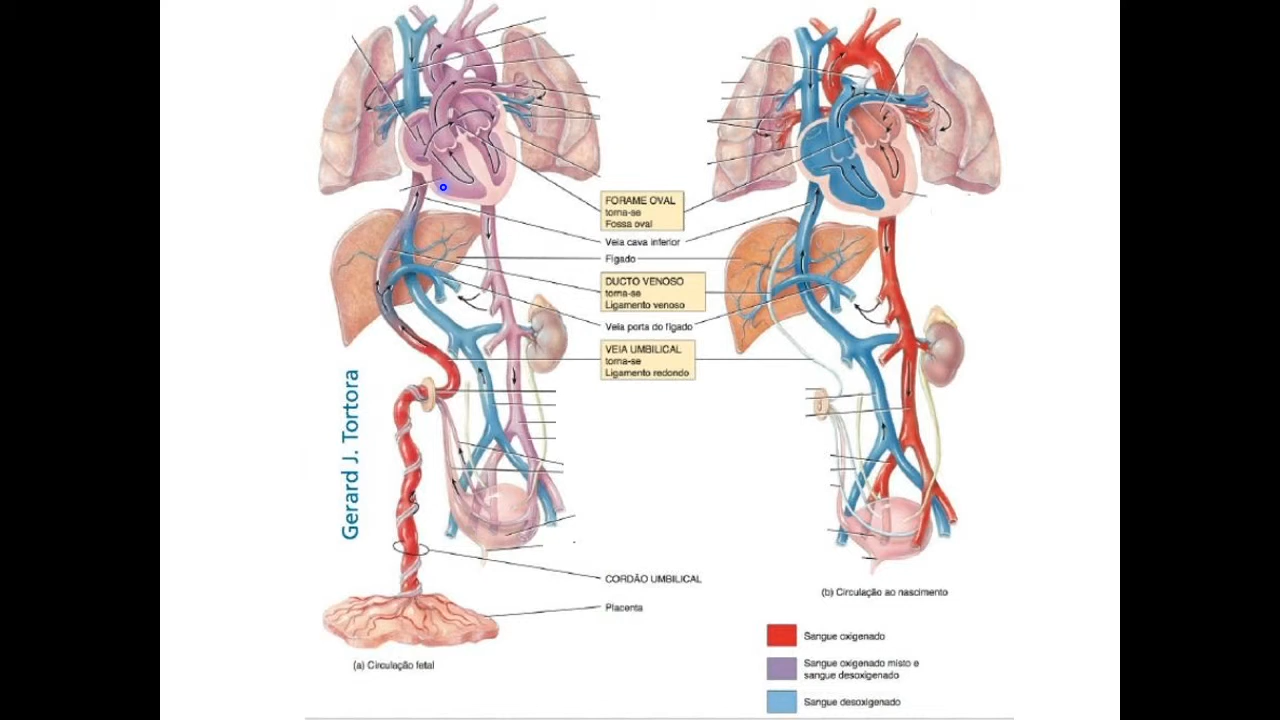 FORAME OVAL
torna-se
Fossa oval
Veia cava inferior
Fígado
DUCTO VENOSO
torna-se
Ligamento venoso
Veia porta do fígado
VEIA UMBILICAL
torna-se
Ligamento redondo
Gerard J. Tortora
CORDÃO UMBILICAL
Placenta
(a) Circulação fetal
(b) Circulação ao nascimento
Sangue oxigenado
Sangue oxigenado misto e
sangue desoxigenado
Sangue desoxigenado